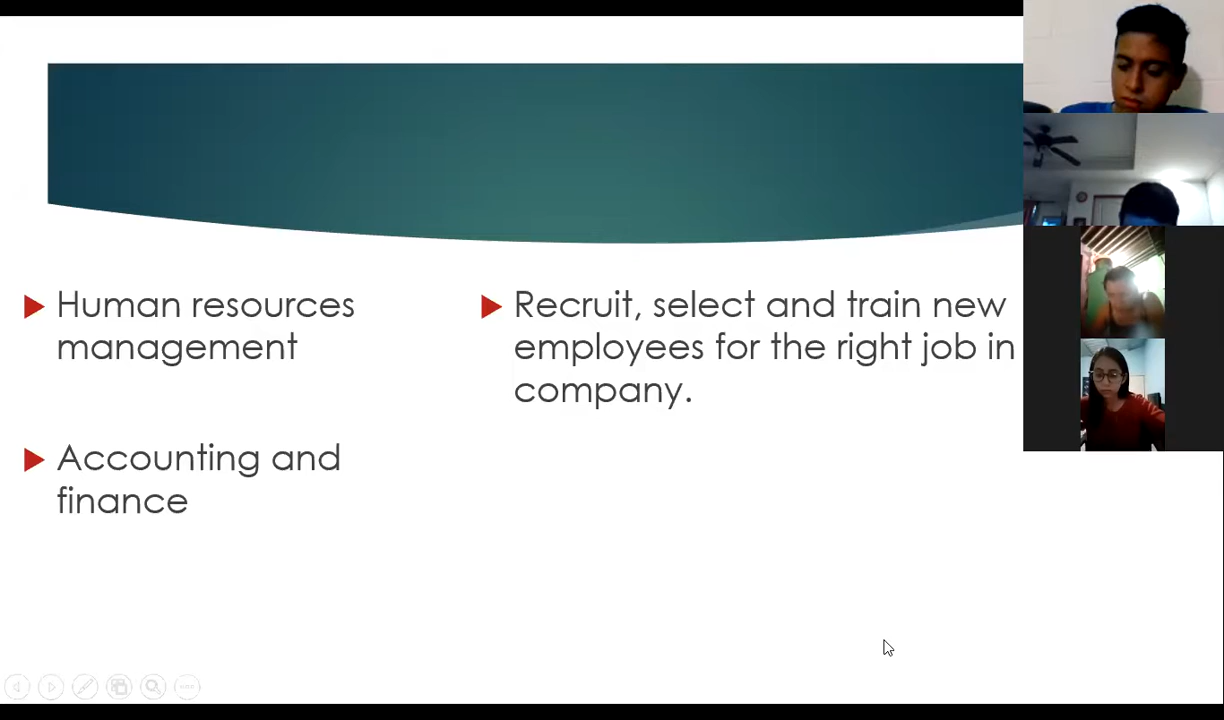 Human resources
management
Recruit, select and train new
employees for the right job in
company.
Accounting and
finance